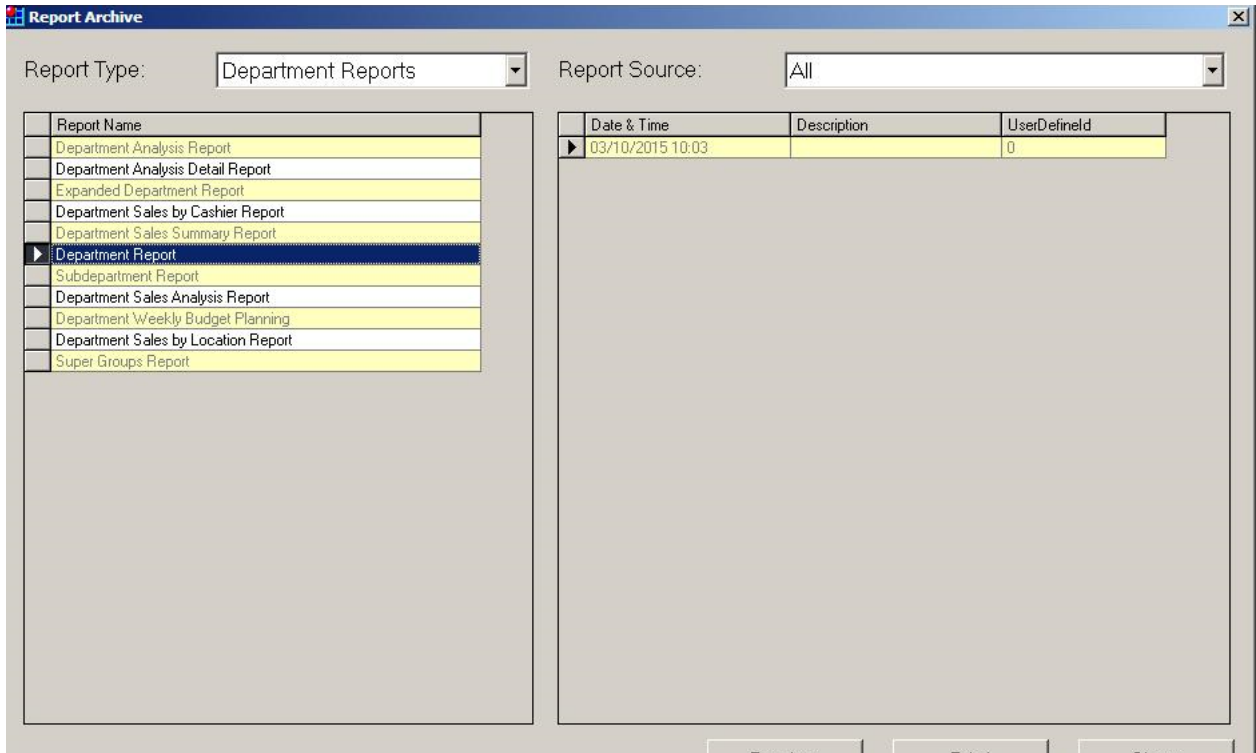 Report Archive
Report Type: Department Reports Report Source: All
Report Name
Department Analysis Report
Department Analysis Detail Report
Expanded Department Report
Department Sales by Cashier Report
Department Sales Summary Report
Department Report
Subdepartment Report
Department Sales Analysis Report
Department Weekly Budget Planning
Department Sales by Location Report
Super Groups Report
Date & Time Description UserDefineId
03/10/2015 10:03 0